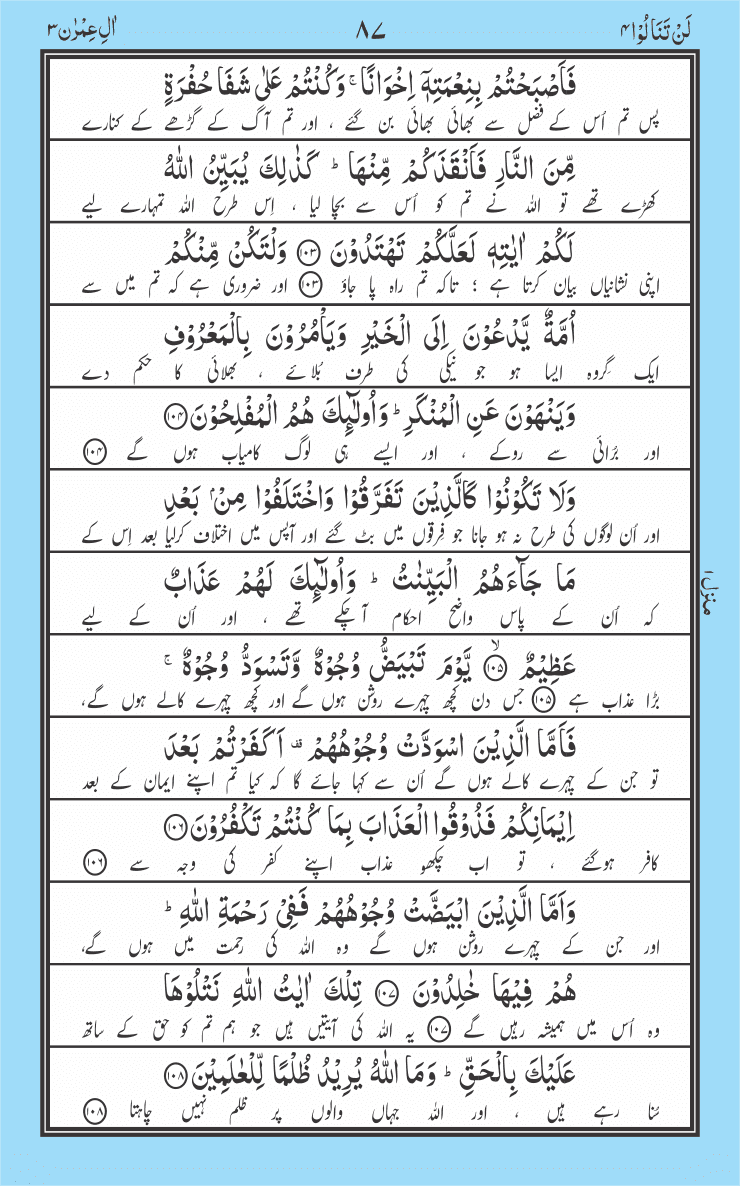 لَنْ تَنَالُوْا ۴ ۸۷ اٰلِ عِمْرٰن ۳
فَاَصْبَحْتُمْ بِنِعْمَتِهٖۤ اِخْوَانًا ۚ وَكُنْتُمْ عَلٰى شَفَا حُفْرَةٍ
پس تم اُس کے فضل سے بھائی بھائی بن گئے ، اور تم آگ کے گڑھے کے کنارے
مِّنَ النَّارِ فَاَنْقَذَكُمْ مِّنْهَا ؕ كَذٰلِكَ يُبَيِّنُ اللّٰهُ
کھڑے تھے تو اللہ نے تم کو اُس سے بچا لیا ، اِس طرح اللہ تمہارے لیے
لَكُمْ اٰيٰتِهٖ لَعَلَّكُمْ تَهْتَدُوْنَ ۝۱۰۳ وَلْتَكُنْ مِّنْكُمْ
اپنی نشانیاں بیان کرتا ہے ؛ تاکہ تم راہ پا جاؤ ۝۱۰۳ اور ضروری ہے کہ تم میں سے
اُمَّةٌ يَّدْعُوْنَ اِلَى الْخَيْرِ وَيَاْمُرُوْنَ بِالْمَعْرُوْفِ
ایک گِروہ ایسا ہو جو نیکی کی طرف بُلائے ، بھلائی کا حکم دے
وَيَنْهَوْنَ عَنِ الْمُنْكَرِ ؕ وَاُولٰٓئِكَ هُمُ الْمُفْلِحُوْنَ ۝۱۰۴
اور بُرائی سے روکے ، اور ایسے ہی لوگ کامیاب ہوں گے ۝۱۰۴
وَلَا تَكُوْنُوْا كَالَّذِيْنَ تَفَرَّقُوْا وَاخْتَلَفُوْا مِنْۢ بَعْدِ
اور اُن لوگوں کی طرح نہ ہو جانا جو فِرقوں میں بٹ گئے اور آپس میں اختلاف کرلیا بعد اِس کے
مَا جَآءَهُمُ الْبَيِّنٰتُ ؕ وَاُولٰٓئِكَ لَهُمْ عَذَابٌ
کہ اُن کے پاس واضح احکام آ چکے تھے ، اور اُن کے لیے
عَظِيْمٌ ۝۱۰۵ۙ يَّوْمَ تَبْيَضُّ وُجُوْهٌ وَّتَسْوَدُّ وُجُوْهٌ ۚ
بڑا عذاب ہے ۝۱۰۵ جس دن کچھ چہرے روشن ہوں گے اور کچھ چہرے کالے ہوں گے،
فَاَمَّا الَّذِيْنَ اسْوَدَّتْ وُجُوْهُهُمْ ۫ اَكَفَرْتُمْ بَعْدَ
تو جن کے چہرے کالے ہوں گے اُن سے کہا جائے گا کہ کیا تم اپنے ایمان کے بعد
اِيْمَانِكُمْ فَذُوْقُوا الْعَذَابَ بِمَا كُنْتُمْ تَكْفُرُوْنَ ۝۱۰۶
کافر ہوگئے ، تو اب چکھو عذاب اپنے کفر کی وجہ سے ۝۱۰۶
وَاَمَّا الَّذِيْنَ ابْيَضَّتْ وُجُوْهُهُمْ فَفِيْ رَحْمَةِ اللّٰهِ ؕ
اور جن کے چہرے روشن ہوں گے وہ اللہ کی رحمت میں ہوں گے،
هُمْ فِيْهَا خٰلِدُوْنَ ۝۱۰۷ تِلْكَ اٰيٰتُ اللّٰهِ نَتْلُوْهَا
وہ اُس میں ہمیشہ رہیں گے ۝۱۰۷ یہ اللہ کی آیتیں ہیں جو ہم تم کو حق کے ساتھ
عَلَيْكَ بِالْحَقِّ ؕ وَمَا اللّٰهُ يُرِيْدُ ظُلْمًا لِّلْعٰلَمِيْنَ ۝۱۰۸
سُنا رہے ہیں ، اور اللہ جہاں والوں پر ظلم نہیں چاہتا ۝۱۰۸
منزل ۱